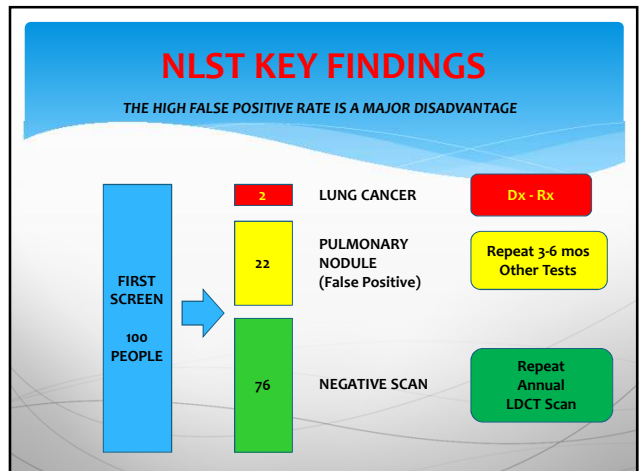 NLST KEY FINDINGS
THE HIGH FALSE POSITIVE RATE IS A MAJOR DISADVANTAGE
FIRST
SCREEN
100
PEOPLE
2
LUNG CANCER
Dx - Rx
22
PULMONARY
NODULE
(False Positive)
Repeat 3-6 mos
Other Tests
76
NEGATIVE SCAN
Repeat
Annual
LDCT Scan